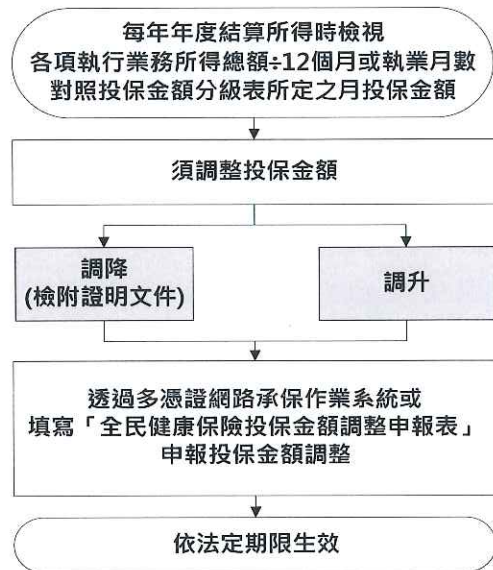 每年年度結算所得時檢視
各項執行業務所得總額÷12個月或執業月數
對照投保金額分級表所定之月投保金額
須調整投保金額
調降
(檢附證明文件)
調升
透過多憑證網路承保作業系統或
填寫「全民健康保險投保金額調整申報表」
申報投保金額調整
依法定期限生效